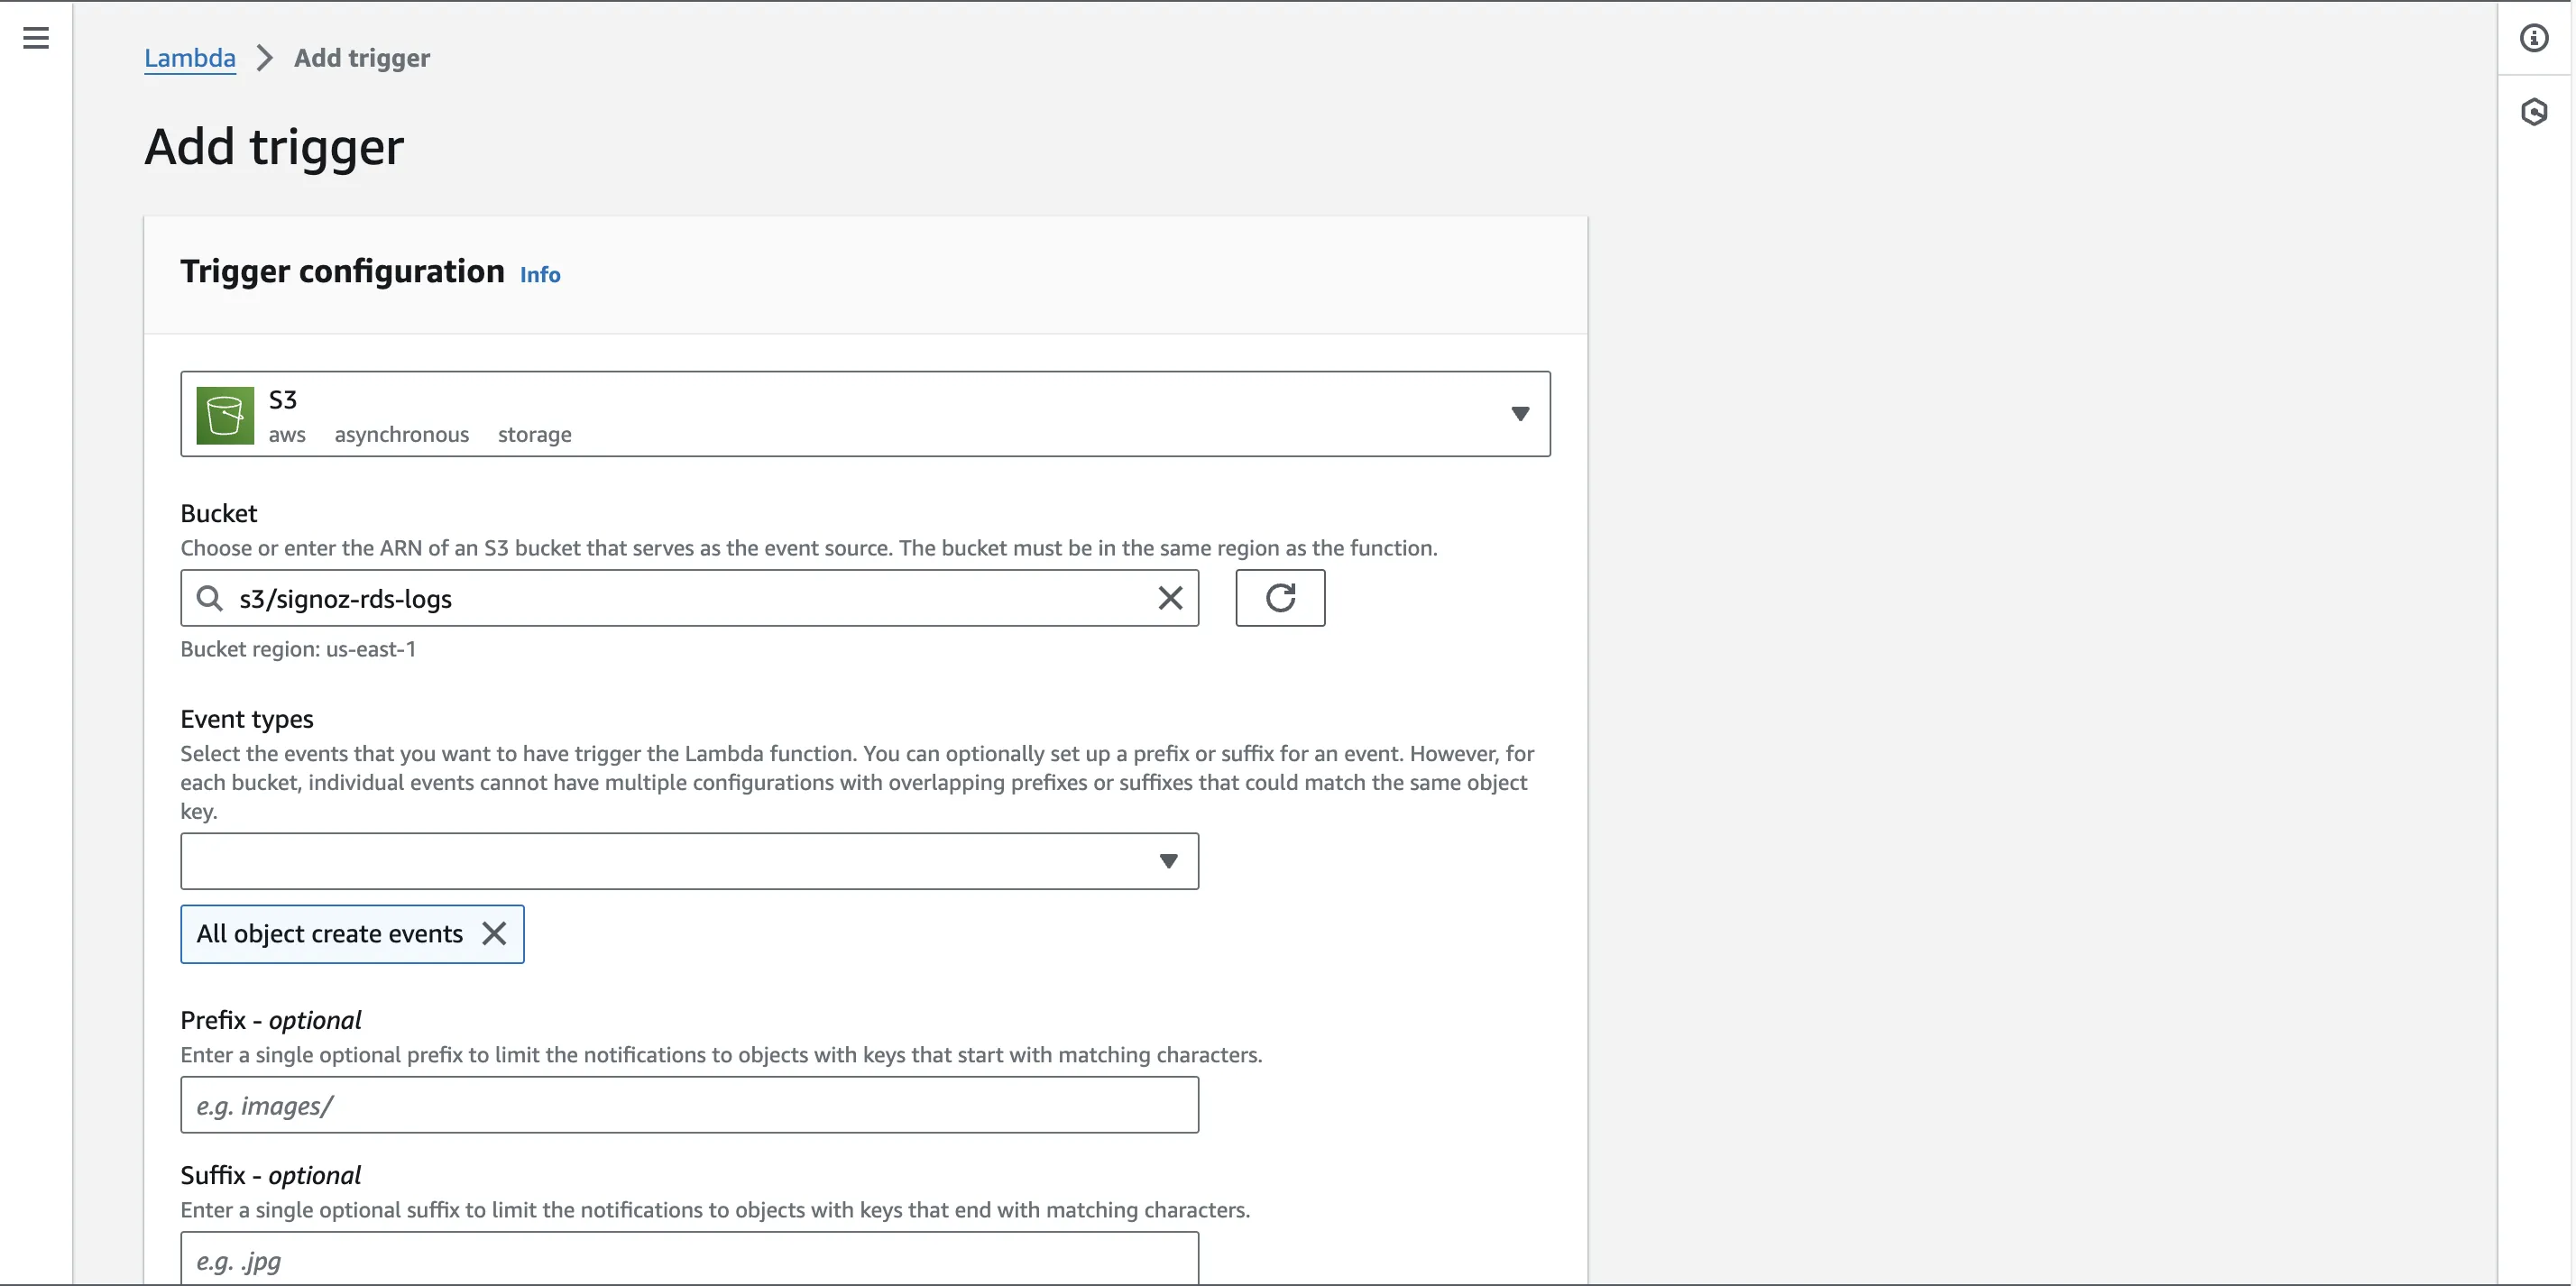 Lambda > Add trigger
Add trigger
Trigger configuration Info
S3
aws asynchronous storage
Bucket
Choose or enter the ARN of an S3 bucket that serves as the event source. The bucket must be in the same region as the function.
s3/signoz-rds-logs
Bucket region: us-east-1
Event types
Select the events that you want to have trigger the Lambda function. You can optionally set up a prefix or suffix for an event. However, for
each bucket, individual events cannot have multiple configurations with overlapping prefixes or suffixes that could match the same object
key.
All object create events
Prefix - optional
Enter a single optional prefix to limit the notifications to objects with keys that start with matching characters.
e.g. images/
Suffix - optional
Enter a single optional suffix to limit the notifications to objects with keys that end with matching characters.
e.g. .jpg